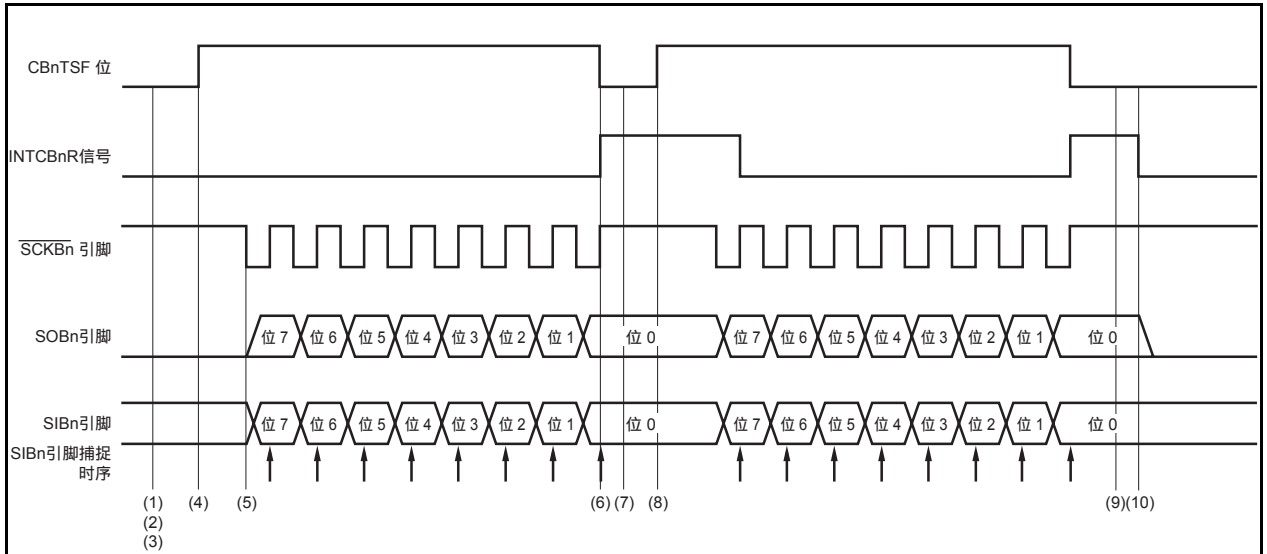 CBnTSF 位
INTCBnR信号
SCKBn 引脚
SOBn引脚
位 7 位 6 位 5 位 4 位 3 位 2 位 1 位 0 位 7 位 6 位 5 位 4 位 3 位 2 位 1 位 0
SIBn引脚
位 7 位 6 位 5 位 4 位 3 位 2 位 1 位 0 位 7 位 6 位 5 位 4 位 3 位 2 位 1 位 0
SIBn引脚捕捉
时序
(1) (4) (5) (6) (7) (8) (9)(10)
(2)
(3)